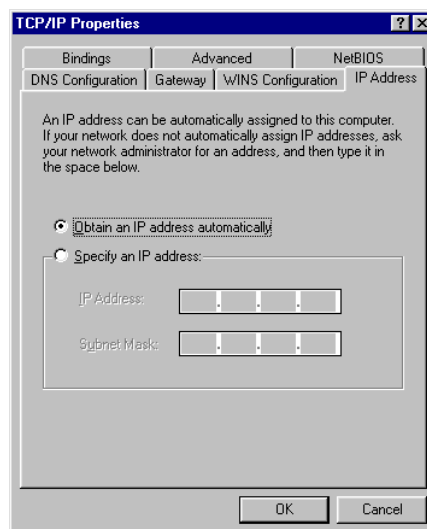 TCP/IP Properties
Bindings Advanced NetBIOS
DNS Configuration Gateway WINS Configuration IP Address
An IP address can be automatically assigned to this computer.
If your network does not automatically assign IP addresses, ask
your network administrator for an address, and then type it in
the space below.
Obtain an IP address automatically
Specify an IP address:
IP Address:
Subnet Mask:
OK Cancel